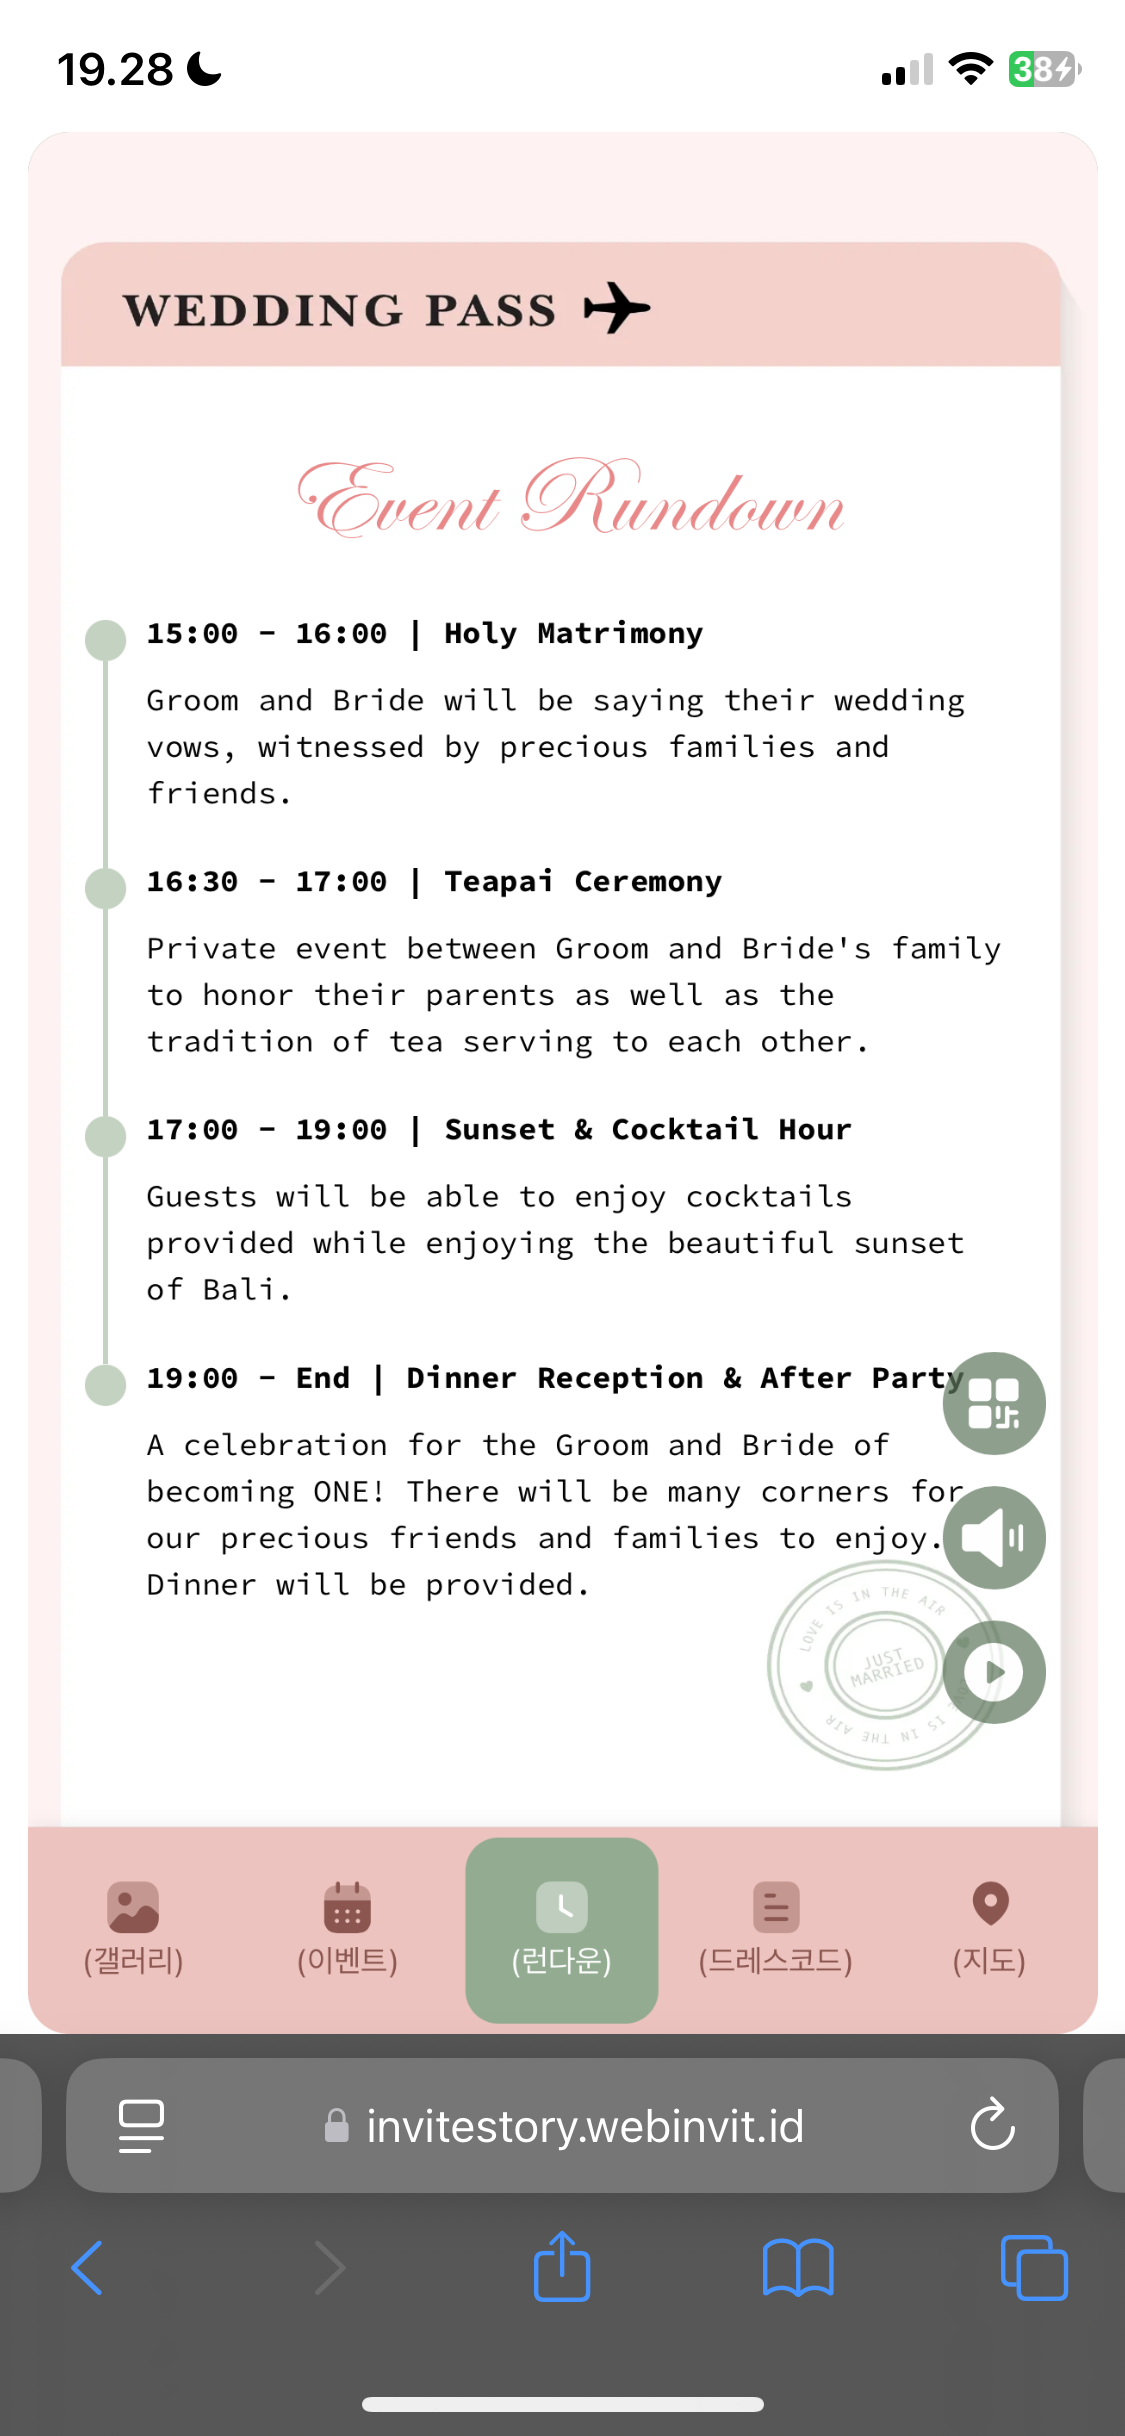 19.28
38
WEDDING PASS
Event Rundown
15:00 - 16:00 | Holy Matrimony
Groom and Bride will be saying their wedding
vows, witnessed by precious families and
friends.
16:30 - 17:00 | Teapai Ceremony
Private event between Groom and Bride's family
to honor their parents as well as the
tradition of tea serving to each other.
17:00 - 19:00 | Sunset & Cocktail Hour
Guests will be able to enjoy cocktails
provided while enjoying the beautiful sunset
of Bali.
19:00 - End | Dinner Reception & After Party
A celebration for the Groom and Bride of
becoming ONE! There will be many corners for
our precious friends and families to enjoy.
Dinner will be provided.
LOVE IS IN THE AIR
JUST
MARRIED
LOVE IS IN THE AIR
(갤러리)
(이벤트)
(런다운)
(드레스코드)
(지도)
invitestory.webinvit.id